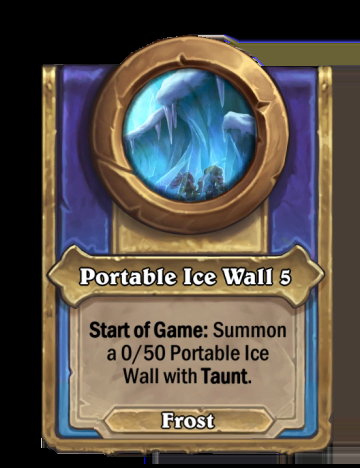 Portable Ice Wall 5
Start of Game: Summon
a 0/50 Portable Ice
Wall with Taunt.
Frost